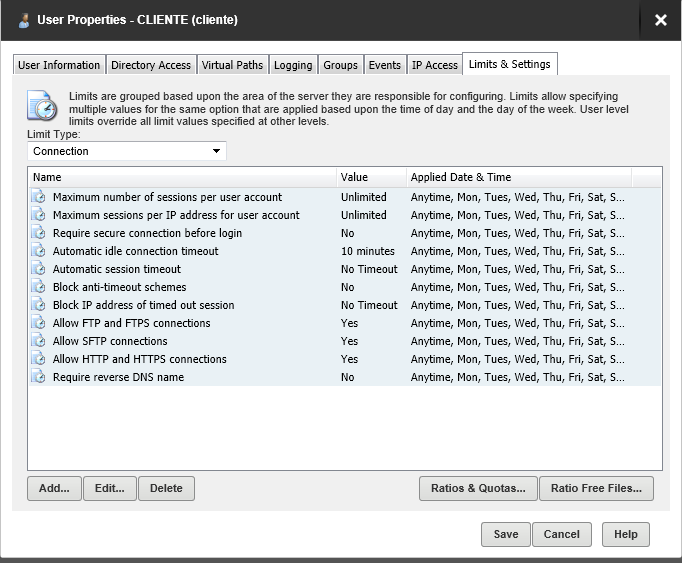 User Properties - CLIENTE (cliente)
User Information Directory Access Virtual Paths Logging Groups Events IP Access Limits & Settings
Limits are grouped based upon the area of the server they are responsible for configuring. Limits allow specifying
multiple values for the same option that are applied based upon the time of day and the day of the week. User level
limits override all limit values specified at other levels.
Limit Type:
Connection
Name Value Applied Date & Time
Maximum number of sessions per user account Unlimited Anytime, Mon, Tues, Wed, Thu, Fri, Sat, S...
Maximum sessions per IP address for user account Unlimited Anytime, Mon, Tues, Wed, Thu, Fri, Sat, S...
Require secure connection before login No Anytime, Mon, Tues, Wed, Thu, Fri, Sat, S...
Automatic idle connection timeout 10 minutes Anytime, Mon, Tues, Wed, Thu, Fri, Sat, S...
Automatic session timeout No Timeout Anytime, Mon, Tues, Wed, Thu, Fri, Sat, S...
Block anti-timeout schemes No Anytime, Mon, Tues, Wed, Thu, Fri, Sat, S...
Block IP address of timed out session No Timeout Anytime, Mon, Tues, Wed, Thu, Fri, Sat, S...
Allow FTP and FTPS connections Yes Anytime, Mon, Tues, Wed, Thu, Fri, Sat, S...
Allow SFTP connections Yes Anytime, Mon, Tues, Wed, Thu, Fri, Sat, S...
Allow HTTP and HTTPS connections Yes Anytime, Mon, Tues, Wed, Thu, Fri, Sat, S...
Require reverse DNS name No Anytime, Mon, Tues, Wed, Thu, Fri, Sat, S...
Add... Edit... Delete Ratios & Quotas... Ratio Free Files...
Save Cancel Help